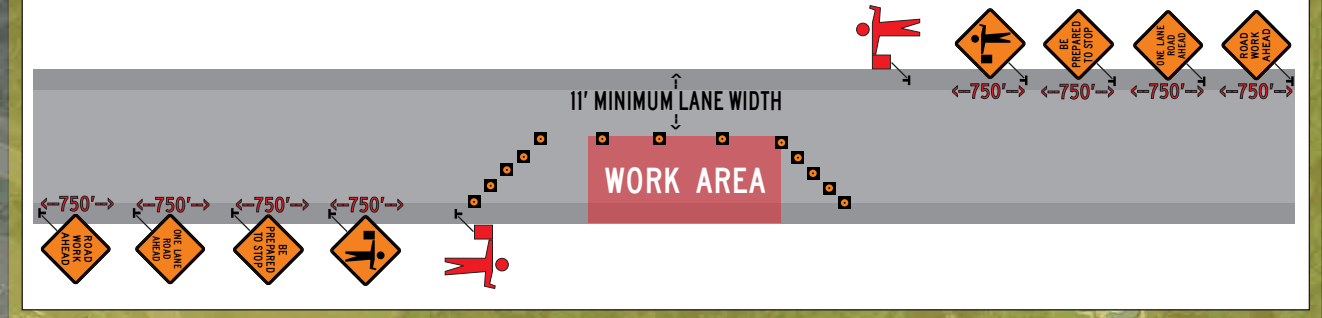 BE
PREPARED
TO STOP
ONE LANE
ROAD
AHEAD
ROAD
WORK
AHEAD
<-750'-> <-750'-> <-750'-> <-750'->
11' MINIMUM LANE WIDTH
WORK AREA
<-750'-> <-750'-> <-750'-> <-750'->
ROAD
WORK
AHEAD
ONE LANE
ROAD
AHEAD
BE
PREPARED
TO STOP